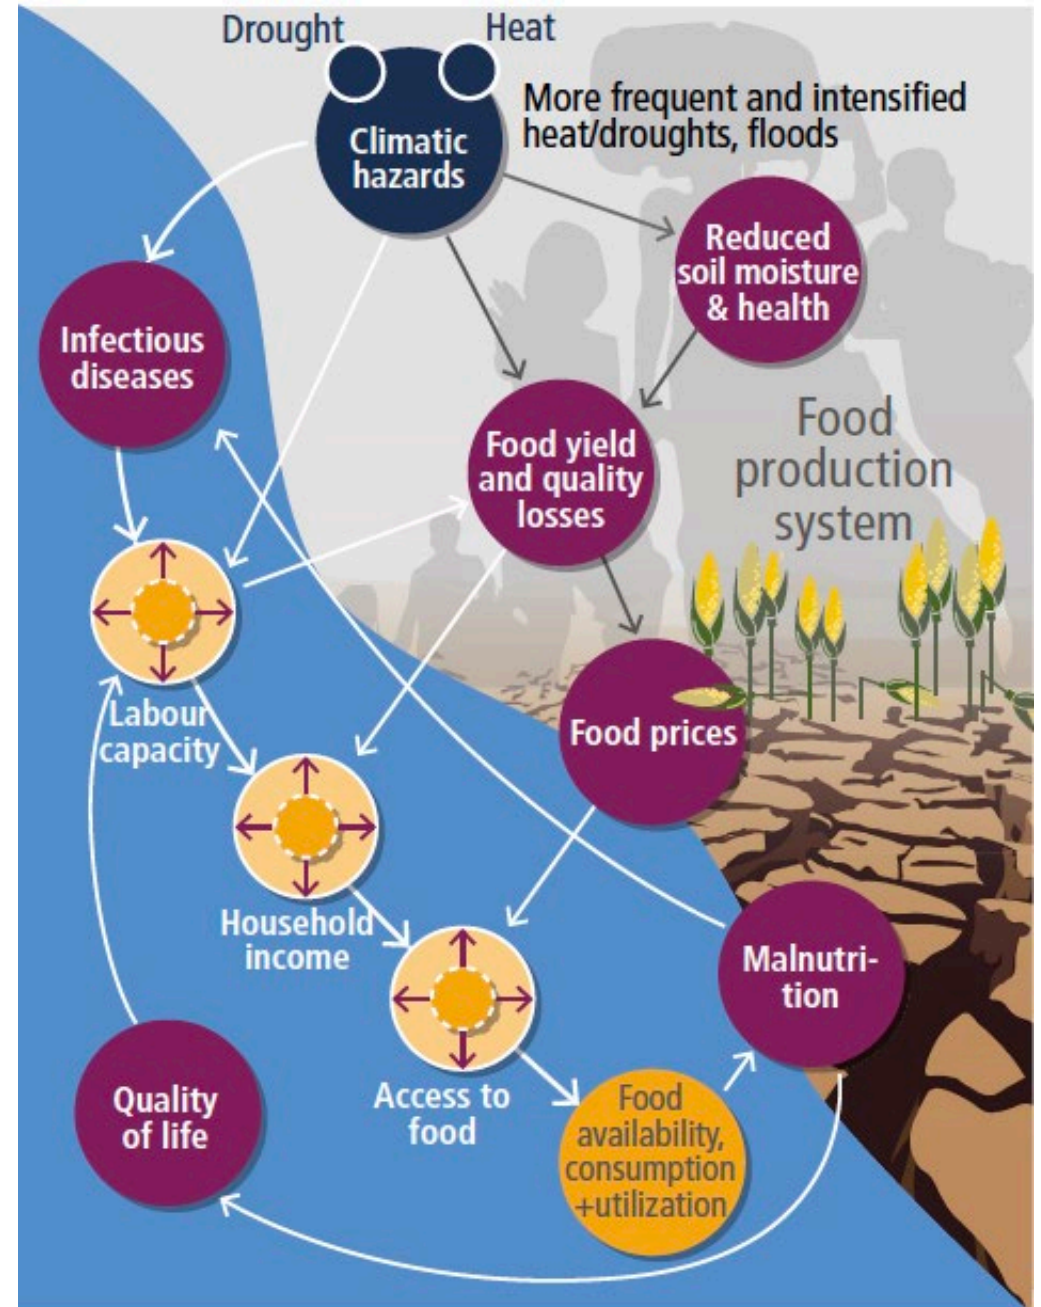 Drought
Heat
More frequent and intensified
heat/droughts, floods
Climatic
hazards
Reduced
soil moisture
& health
Infectious
diseases
Food yield
and quality
losses
Food
production
system
Labour
capacity
Food prices
Household
income
Malnutri-
tion
Access to
food
Food
availability,
consumption
+utilization
Quality
of life